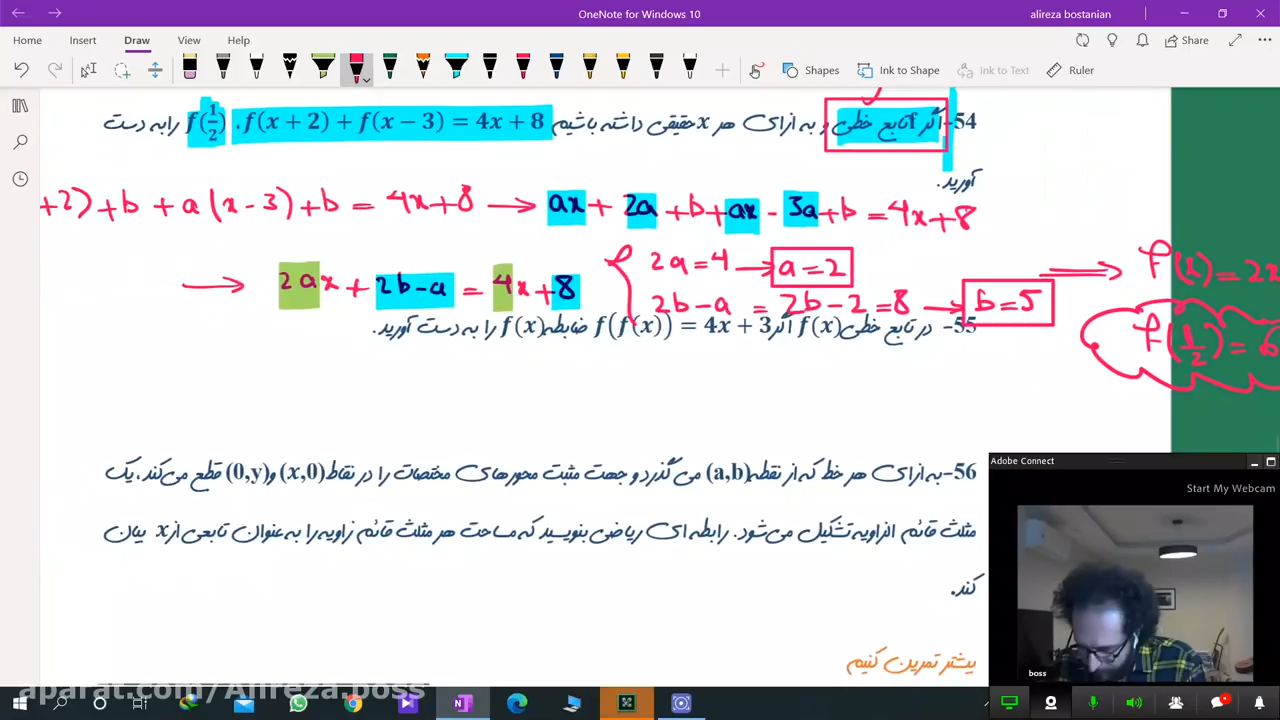 OneNote for Windows 10
alireza bostanian
Home Insert Draw View Help
Share
Shapes Ink to Shape Ink to Text Ruler
54- اگر f تابع خطی و به ازای هر x حقیقی داشته باشیم f(x + 2) + f(x − 3) = 4x + 8. f(1/2) را به دست
آورید.
+2) + b + a(x-3) + b = 4x+8 → ax + 2a + b + ax - 3a + b = 4x+8
→ 2ax + 2b-a = 4x+8
2a=4 → a=2
2b-a = 2b-2=8 → b=5
⇒ f(x)=2x
f(1/2)=6
55- در تابع خطی f(x) اگر f(f(x)) = 4x + 3 ضابطه f(x) را به دست آورید.
56- به ازای هر خط که از نقطه (a,b) می گذرد و جهت مثبت محورهای مختصات را در نقاط (x,0) و (0,y) قطع می‌کند، یک
مثلث قائم الزاویه تشکیل می‌شود. رابطه ای ریاضی بنویسید که مساحت هر مثلث قائم زاویه را به عنوان تابعی از x بیان
کند.
بیشتر تمرین کنیم
Adobe Connect
Start My Webcam
boss
aparat.com/Alireza.boss